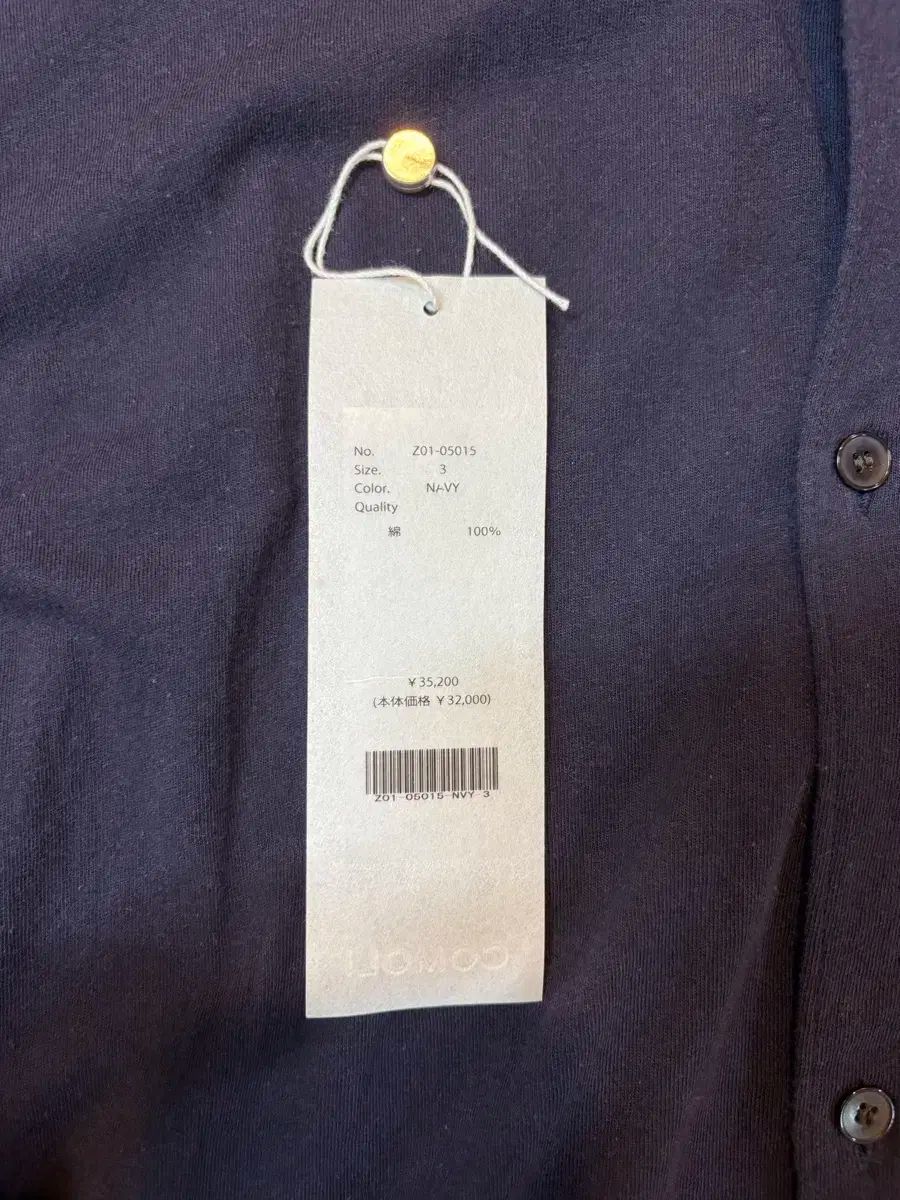 No. Z01-05015
Size. 3
Color. NAVY
Quality
綿 100%
￥35,200
(本体価格 ￥32,000)
Z01-05015-NVY-3
COMOLI